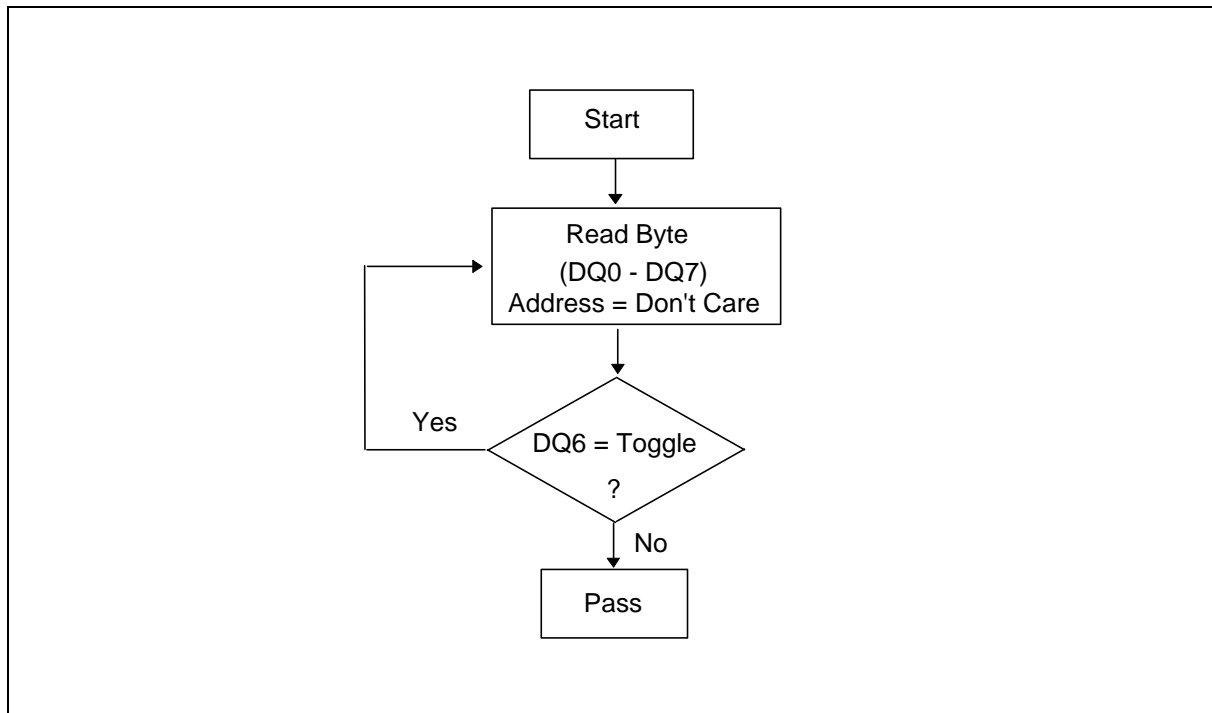 Start
Read Byte
(DQ0 - DQ7)
Address = Don't Care
Yes
DQ6 = Toggle
?
No
Pass